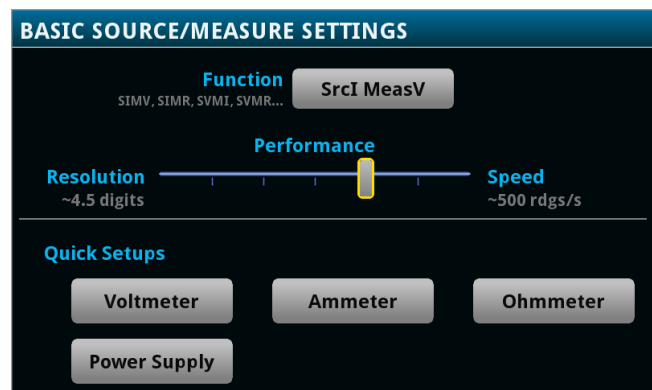 BASIC SOURCE/MEASURE SETTINGS
Function
SrcI MeasV
SIMV, SIMR, SVMI, SVMR...
Performance
Resolution
Speed
~4.5 digits
~500 rdgs/s
Quick Setups
Voltmeter
Ammeter
Ohmmeter
Power Supply